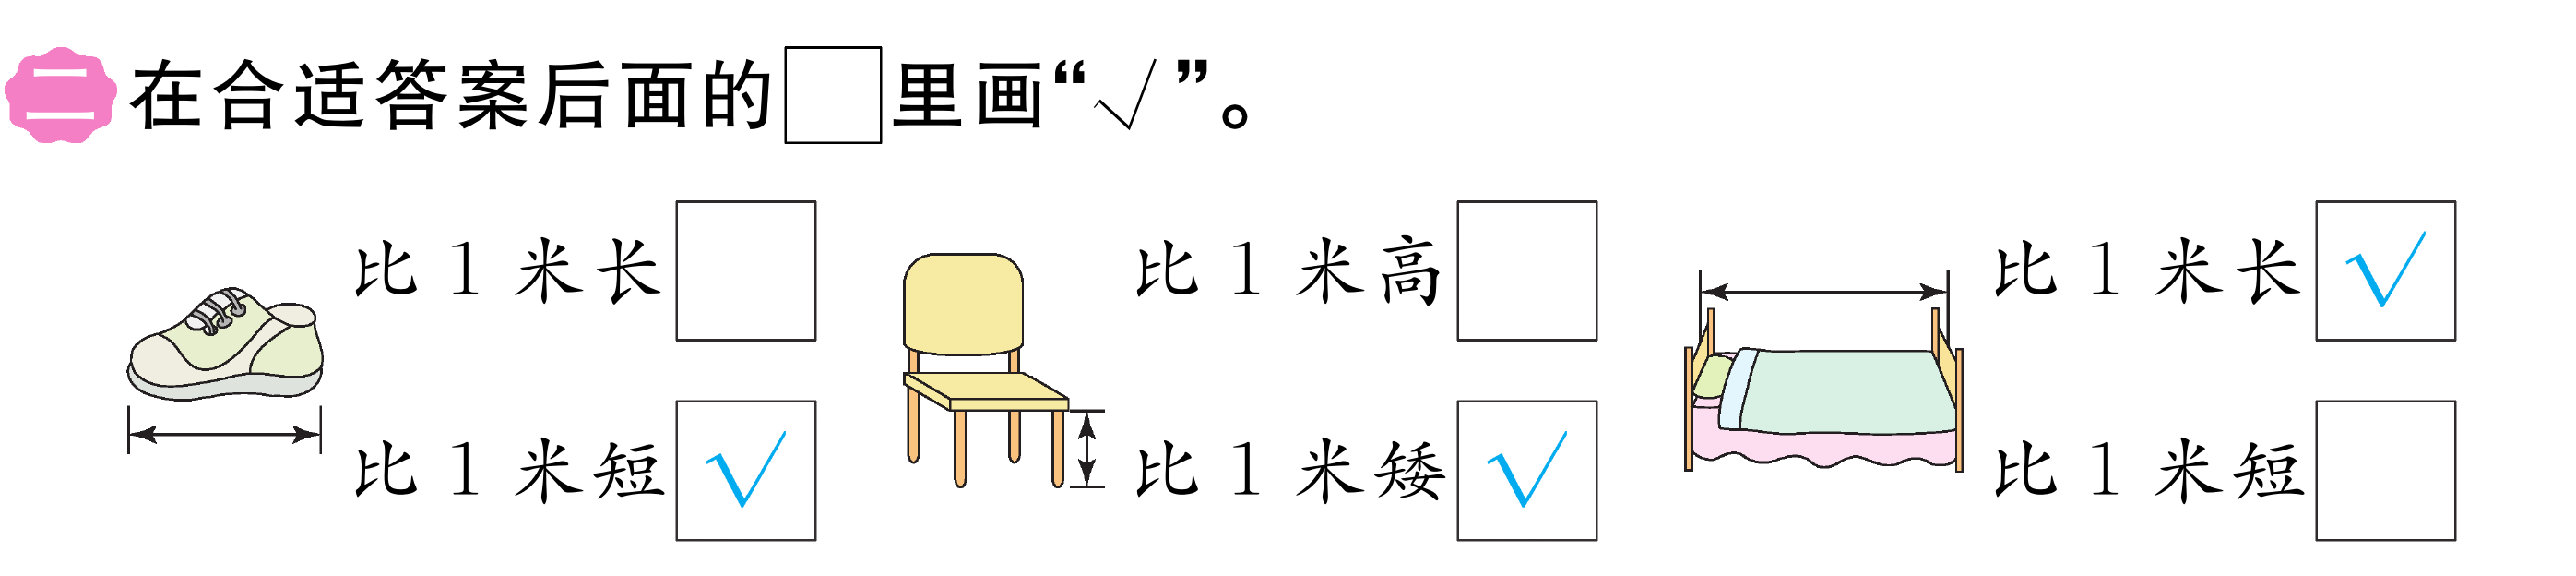 二 在合适答案后面的□里画“√”。
比 1 米长 □ 比 1 米高 □ 比 1 米长 √
比 1 米短 √ 比 1 米矮 √ 比 1 米短 □